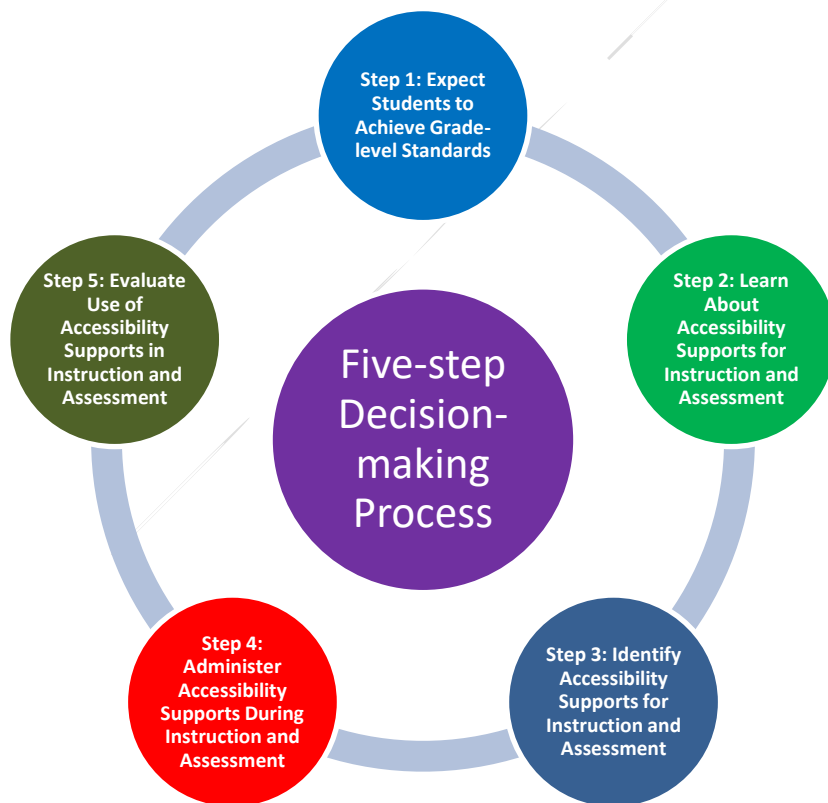 Step 1: Expect
Students to
Achieve Grade-
level Standards
Step 2: Learn
About
Accessibility
Supports for
Instruction and
Assessment
Step 3: Identify
Accessibility
Supports for
Instruction and
Assessment
Step 4:
Administer
Accessibility
Supports During
Instruction and
Assessment
Step 5: Evaluate
Use of
Accessibility
Supports in
Instruction and
Assessment
Five-step
Decision-
making
Process